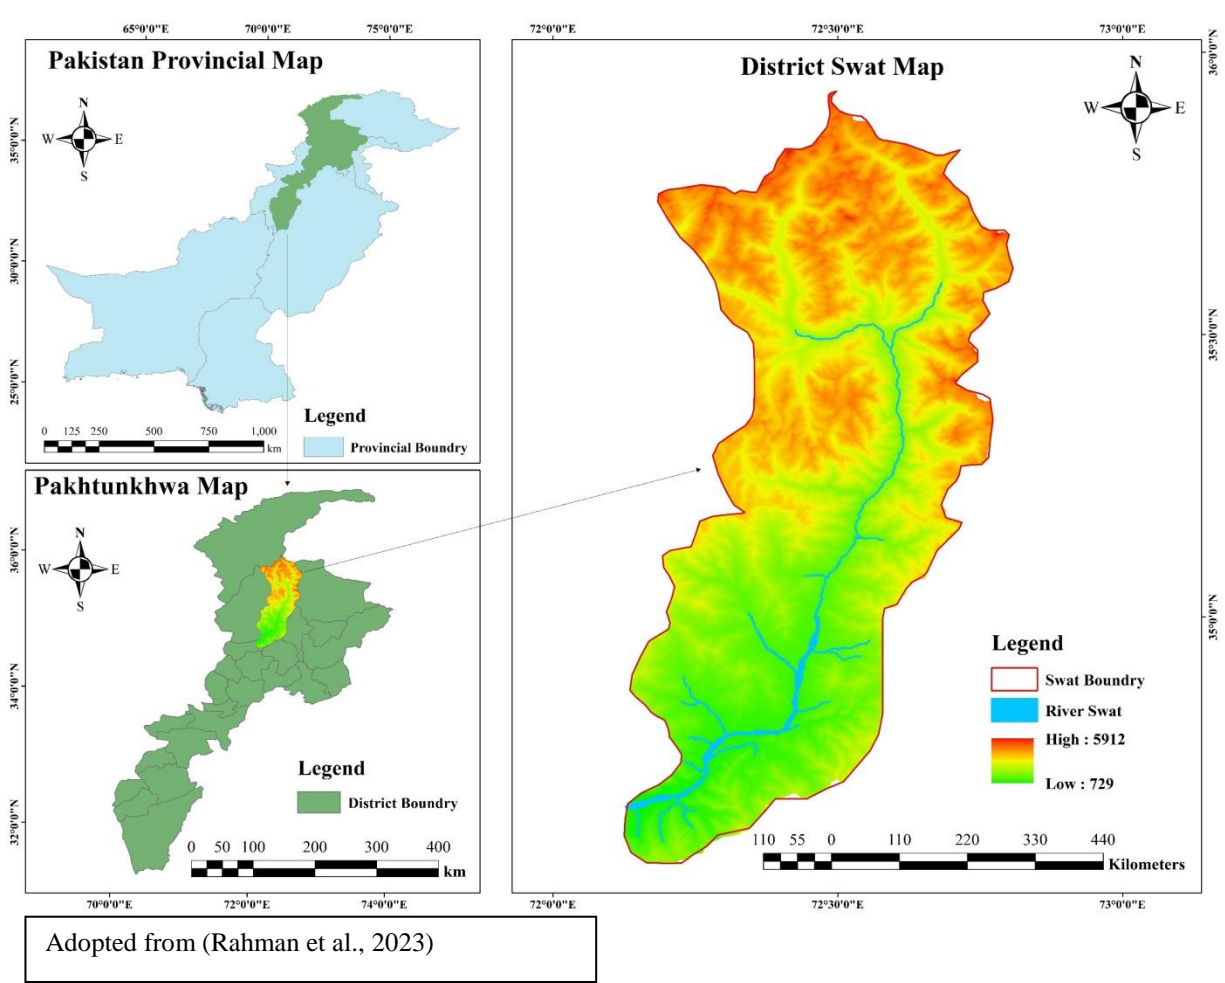 65°0'0"E 70°0'0"E 75°0'0"E
Pakistan Provincial Map
N
W E
S
35°0'0"N
30°0'0"N
25°0'0"N
Legend
Provincial Boundry
0 125 250 500 750 1,000
km
Pakhtunkhwa Map
N
W E
S
36°0'0"N
34°0'0"N
32°0'0"N
Legend
District Boundry
0 50 100 200 300 400
km
70°0'0"E 72°0'0"E 74°0'0"E
72°0'0"E 72°30'0"E 73°0'0"E
District Swat Map
N
W E
S
36°0'0"N
35°30'0"N
35°0'0"N
Legend
Swat Boundry
River Swat
High : 5912
Low : 729
110 55 0 110 220 330 440
Kilometers
72°0'0"E 72°30'0"E 73°0'0"E
Adopted from (Rahman et al., 2023)